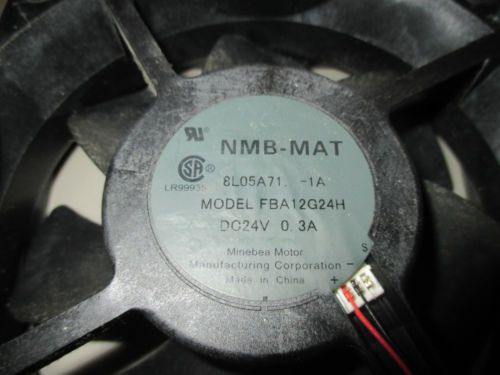 NMB-MAT
LR99935
8L05A71. -1A
MODEL FBA12G24H
DC24V 0.3A
Minebea Motor
Manufacturing Corporation
Made in China
S
-
+